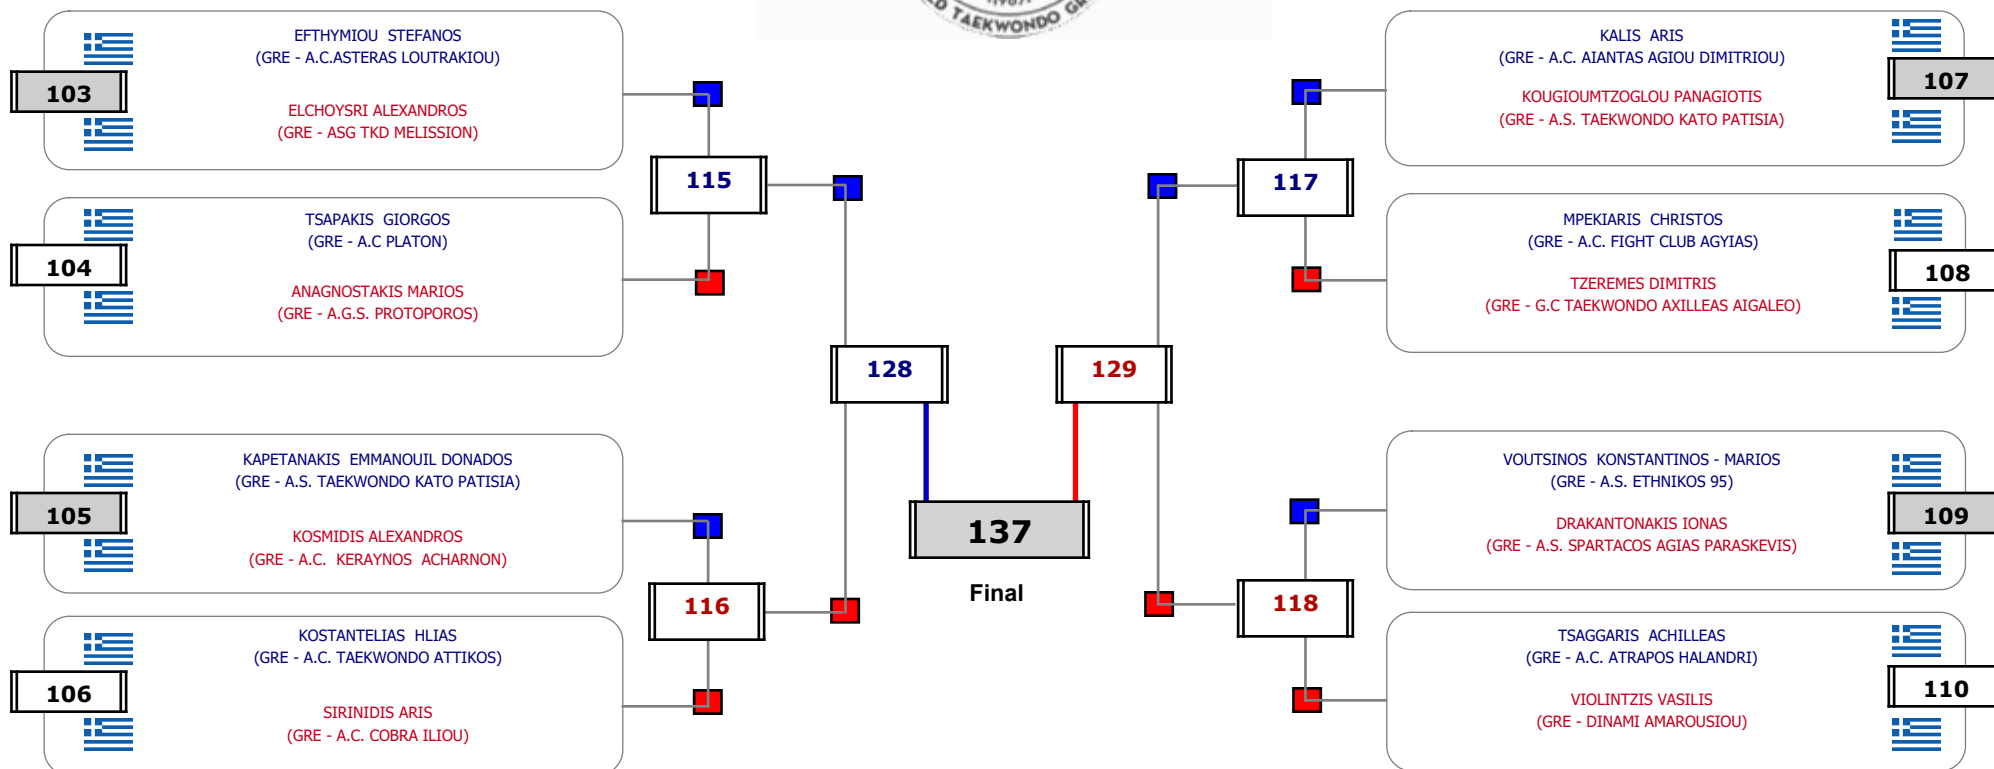 TAEKWONDO
EFTHYMIOU STEFANOS
(GRE - A.C.ASTERAS LOUTRAKIOU)
103
ELCHOYSRI ALEXANDROS
(GRE - ASG TKD MELISSION)
115
TSAPAKIS GIORGOS
(GRE - A.C PLATON)
104
ANAGNOSTAKIS MARIOS
(GRE - A.G.S. PROTOPOROS)
128
KAPETANAKIS EMMANOUIL DONADOS
(GRE - A.S. TAEKWONDO KATO PATISIA)
105
KOSMIDIS ALEXANDROS
(GRE - A.C. KERAYNOS ACHARNON)
116
KOSTANTELIAS HLIAS
(GRE - A.C. TAEKWONDO ATTIKOS)
106
SIRINIDIS ARIS
(GRE - A.C. COBRA ILIOU)
137
Final
KALIS ARIS
(GRE - A.C. AIANTAS AGIOU DIMITRIOU)
107
KOUGIOUMTZOGLOU PANAGIOTIS
(GRE - A.S. TAEKWONDO KATO PATISIA)
117
MPEKIARIS CHRISTOS
(GRE - A.C. FIGHT CLUB AGYIAS)
108
TZEREMES DIMITRIS
(GRE - G.C TAEKWONDO AXILLEAS AIGALEO)
129
VOUTSINOS KONSTANTINOS - MARIOS
(GRE - A.S. ETHNIKOS 95)
109
DRAKANTONAKIS IONAS
(GRE - A.S. SPARTACOS AGIAS PARASKEVIS)
118
TSAGGARIS ACHILLEAS
(GRE - A.C. ATRAPOS HALANDRI)
110
VIOLINTZIS VASILIS
(GRE - DINAMI AMAROUSIOU)